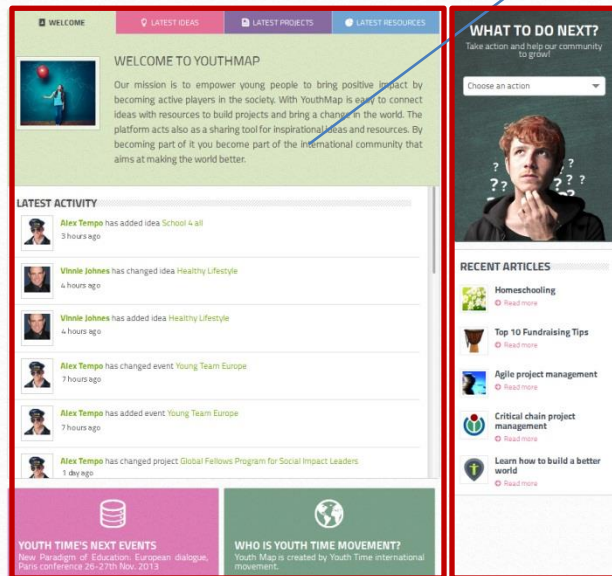 WELCOME
LATEST IDEAS
LATEST PROJECTS
LATEST RESOURCES
WELCOME TO YOUTHMAP
Our mission is to empower young people to bring positive impact by
becoming active players in the society. With YouthMap is easy to connect
ideas with resources to build projects and bring a change in the world. The
platform acts also as a sharing tool for inspirational ideas and resources. By
becoming part of it you become part of the international community that
aims at making the world better.
LATEST ACTIVITY
Alex Tempo has added idea School 4 all
3 hours ago
Vinnie Johnes has changed idea Healthy Lifestyle
4 hours ago
Vinnie Johnes has added idea Healthy Lifestyle
4 hours ago
Alex Tempo has changed event Young Team Europe
7 hours ago
Alex Tempo has added event Young Team Europe
7 hours ago
Alex Tempo has changed project Global Fellows Program for Social Impact Leaders
1 day ago
YOUTH TIME'S NEXT EVENTS
New Paradigm of Education. European dialogue,
Paris conference 26-27th Nov. 2013
WHO IS YOUTH TIME MOVEMENT?
Youth Map is created by Youth Time international
movement.
WHAT TO DO NEXT?
Take action and help our community
to grow!
Choose an action
? ? ? ? ? ? ?
RECENT ARTICLES
Homeschooling
Read more
Top 10 Fundraising Tips
Read more
Agile project management
Read more
Critical chain project
management
Read more
Learn how to build a better
world
Read more